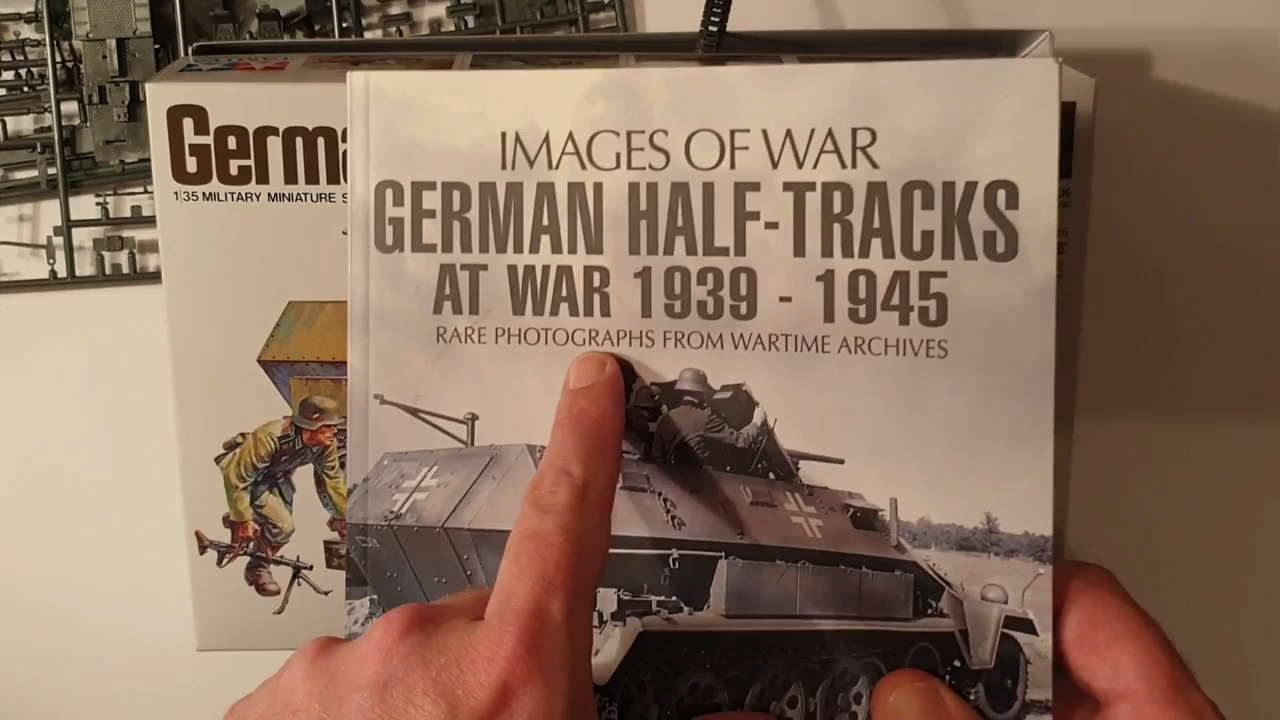 Germa
1/35 MILITARY MINIATURE S
IMAGES OF WAR
GERMAN HALF-TRACKS
AT WAR 1939 - 1945
RARE PHOTOGRAPHS FROM WARTIME ARCHIVES